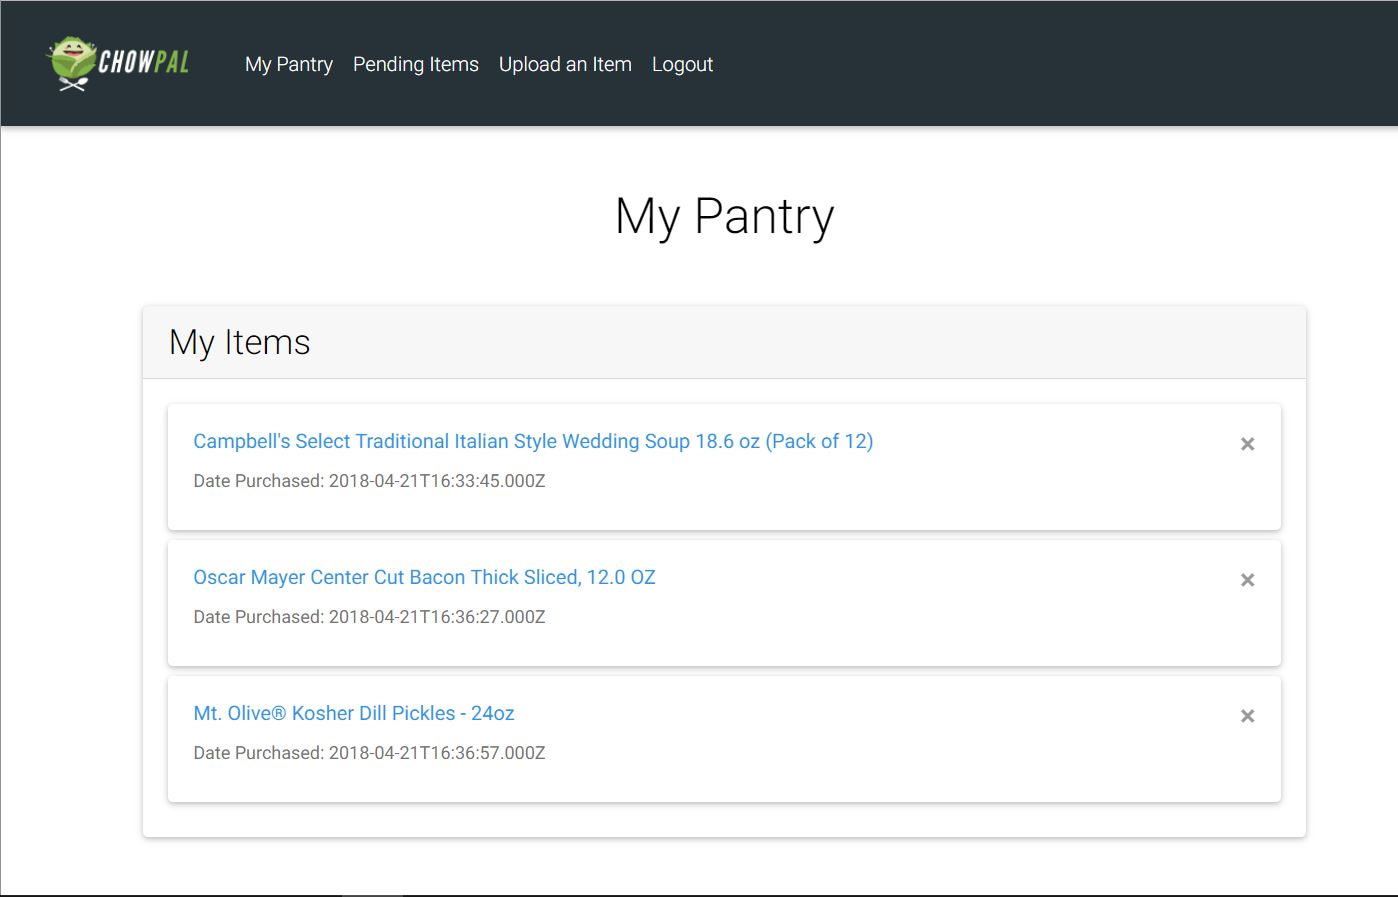 CHOWPAL
My Pantry Pending Items Upload an Item Logout
My Pantry
My Items
Campbell's Select Traditional Italian Style Wedding Soup 18.6 oz (Pack of 12)
Date Purchased: 2018-04-21T16:33:45.000Z
Oscar Mayer Center Cut Bacon Thick Sliced, 12.0 OZ
Date Purchased: 2018-04-21T16:36:27.000Z
Mt. Olive® Kosher Dill Pickles - 24oz
Date Purchased: 2018-04-21T16:36:57.000Z